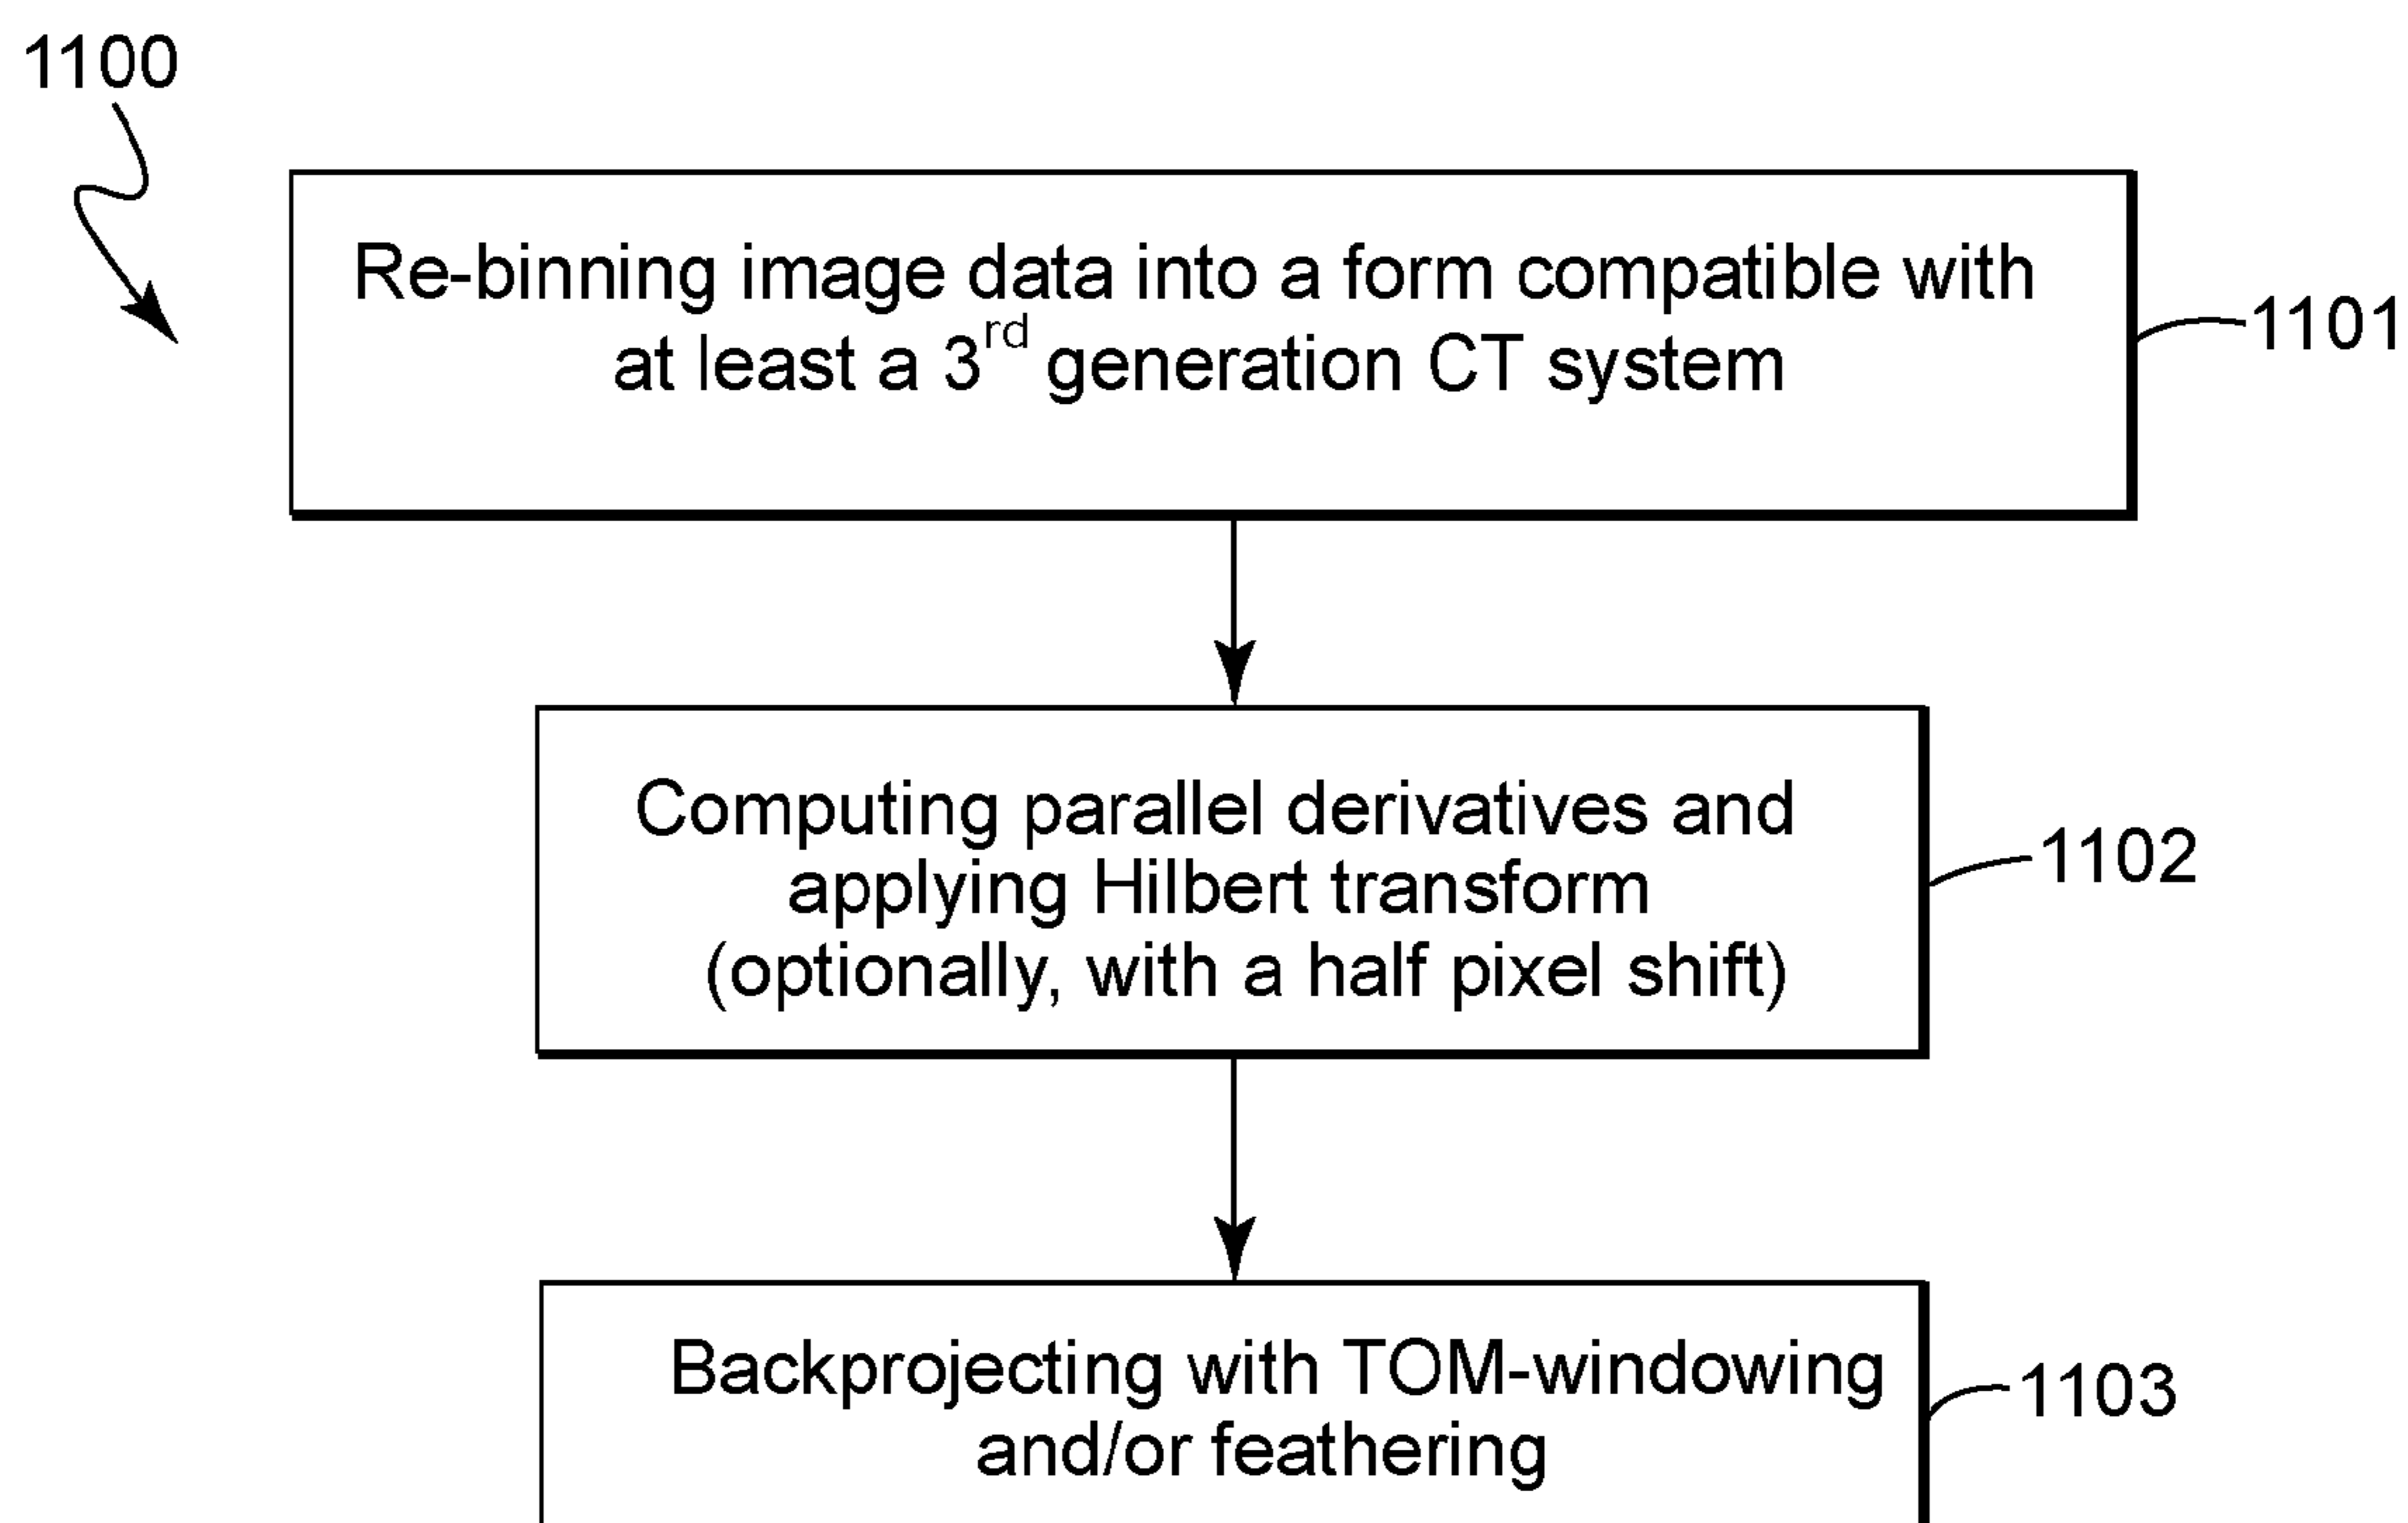 1100
Re-binning image data into a form compatible with
at least a 3rd generation CT system
1101
Computing parallel derivatives and
applying Hilbert transform
(optionally, with a half pixel shift)
1102
Backprojecting with TOM-windowing
and/or feathering
1103